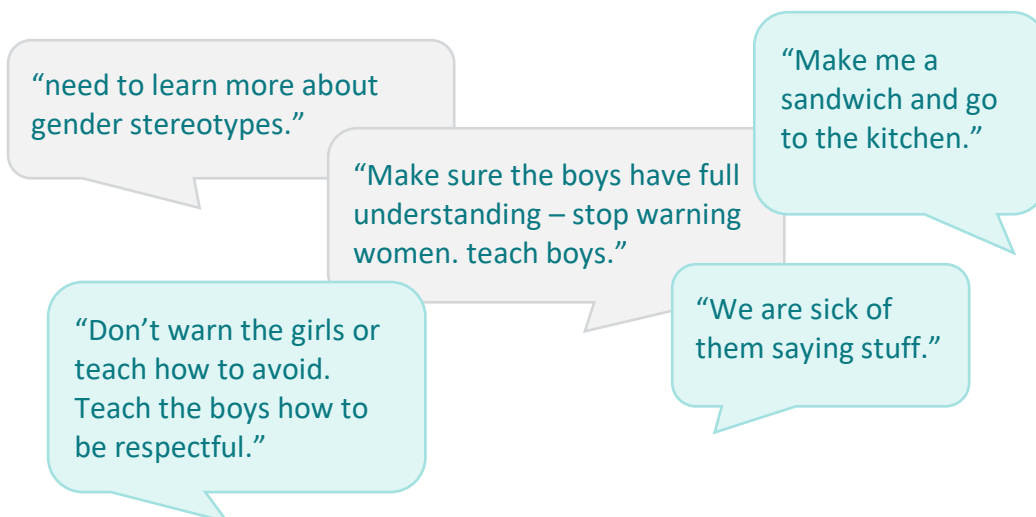 “need to learn more about
gender stereotypes.”
“Make me a
sandwich and go
to the kitchen.”
“Make sure the boys have full
understanding – stop warning
women. teach boys.”
“We are sick of
them saying stuff.”
“Don’t warn the girls or
teach how to avoid.
Teach the boys how to
be respectful.”